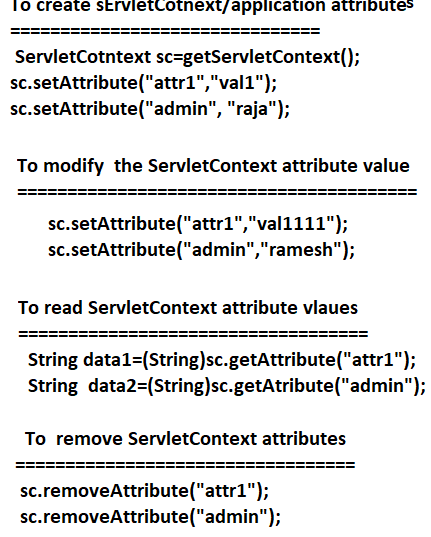 To create sErvletCotnext/application attributes
===============================
ServletCotntext sc=getServletContext();
sc.setAttribute("attr1","val1");
sc.setAttribute("admin", "raja");
To modify the ServletContext attribute value
========================================
sc.setAttribute("attr1","val1111");
sc.setAttribute("admin","ramesh");
To read ServletContext attribute vlaues
===================================
String data1=(String)sc.getAttribute("attr1");
String data2=(String)sc.getAtribute("admin");
To remove ServletContext attributes
==================================
sc.removeAttribute("attr1");
sc.removeAttribute("admin");